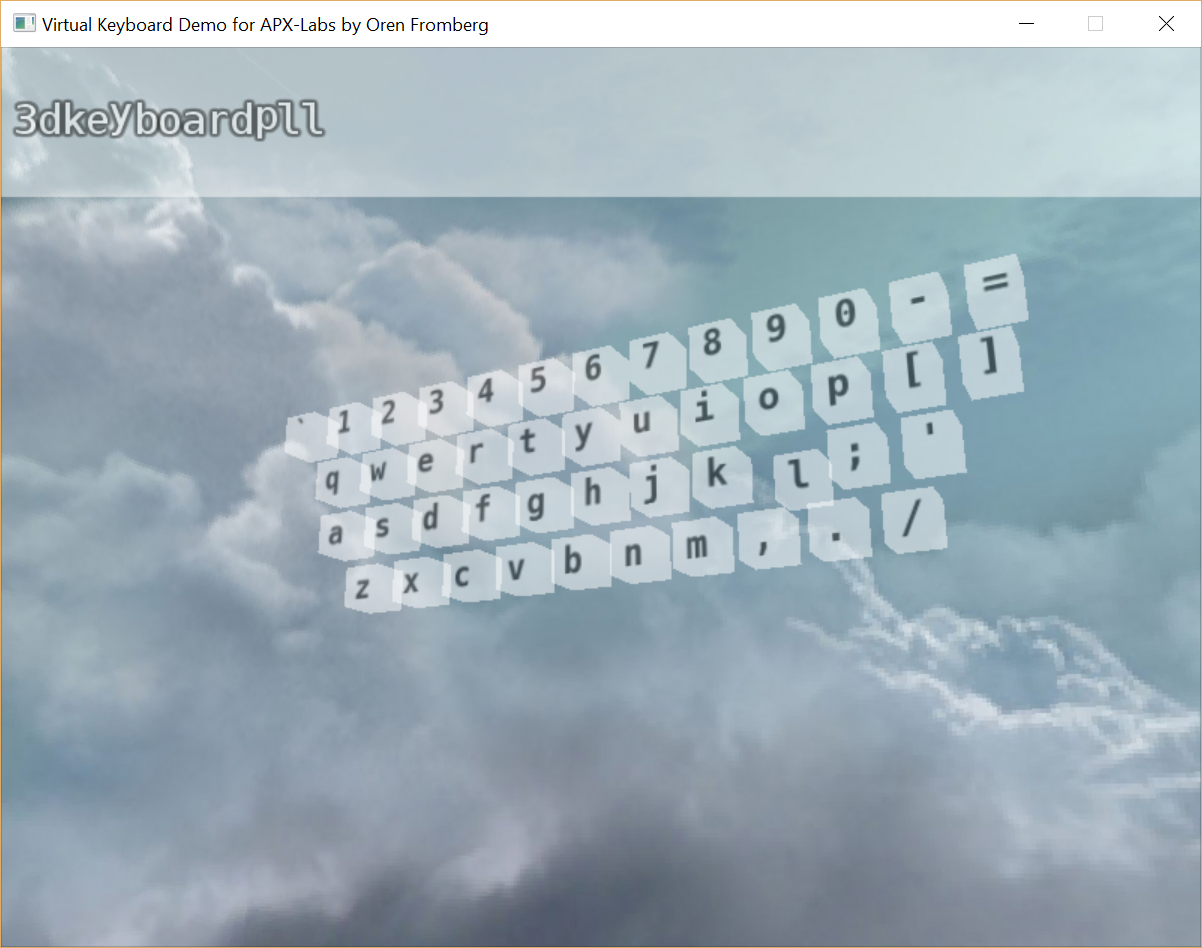 Virtual Keyboard Demo for APX-Labs by Oren Fromberg
3dkeyboardpll
` 1 2 3 4 5 6 7 8 9 0 - =
q w e r t y u i o p [ ]
a s d f g h j k l ; '
z x c v b n m , . /